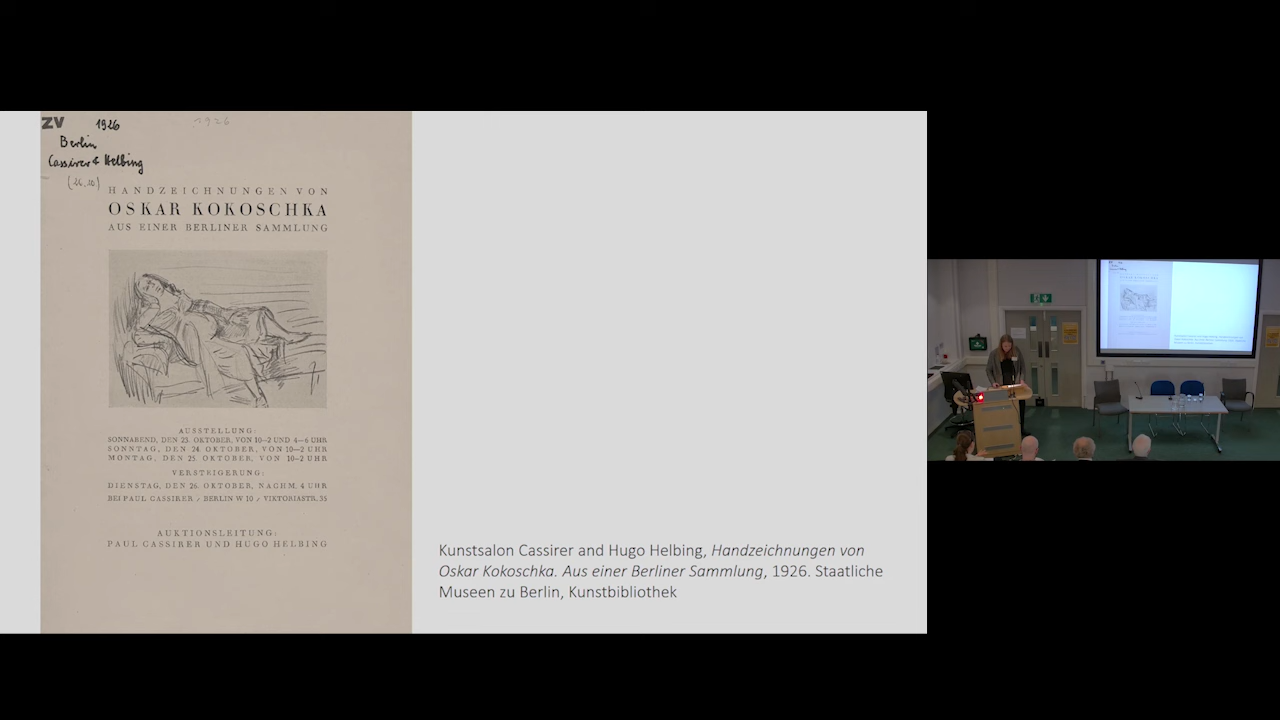 ZV 1926
1926
Berlin
Cassirer & Helbing
(26.10)
HANDZEICHNUNGEN VON
OSKAR KOKOSCHKA
AUS EINER BERLINER SAMMLUNG
AUSSTELLUNG:
SONNABEND, DEN 23. OKTOBER, VON 10–2 UND 4–6 UHR
SONNTAG, DEN 24. OKTOBER, VON 10–2 UHR
MONTAG, DEN 25. OKTOBER, VON 10–2 UHR
VERSTEIGERUNG:
DIENSTAG, DEN 26. OKTOBER, NACHM. 4 UHR
BEI PAUL CASSIRER / BERLIN W 10 / VIKTORIASTR. 35
AUKTIONSLEITUNG:
PAUL CASSIRER UND HUGO HELBING
Kunstsalon Cassirer and Hugo Helbing, Handzeichnungen von
Oskar Kokoschka. Aus einer Berliner Sammlung, 1926. Staatliche
Museen zu Berlin, Kunstbibliothek